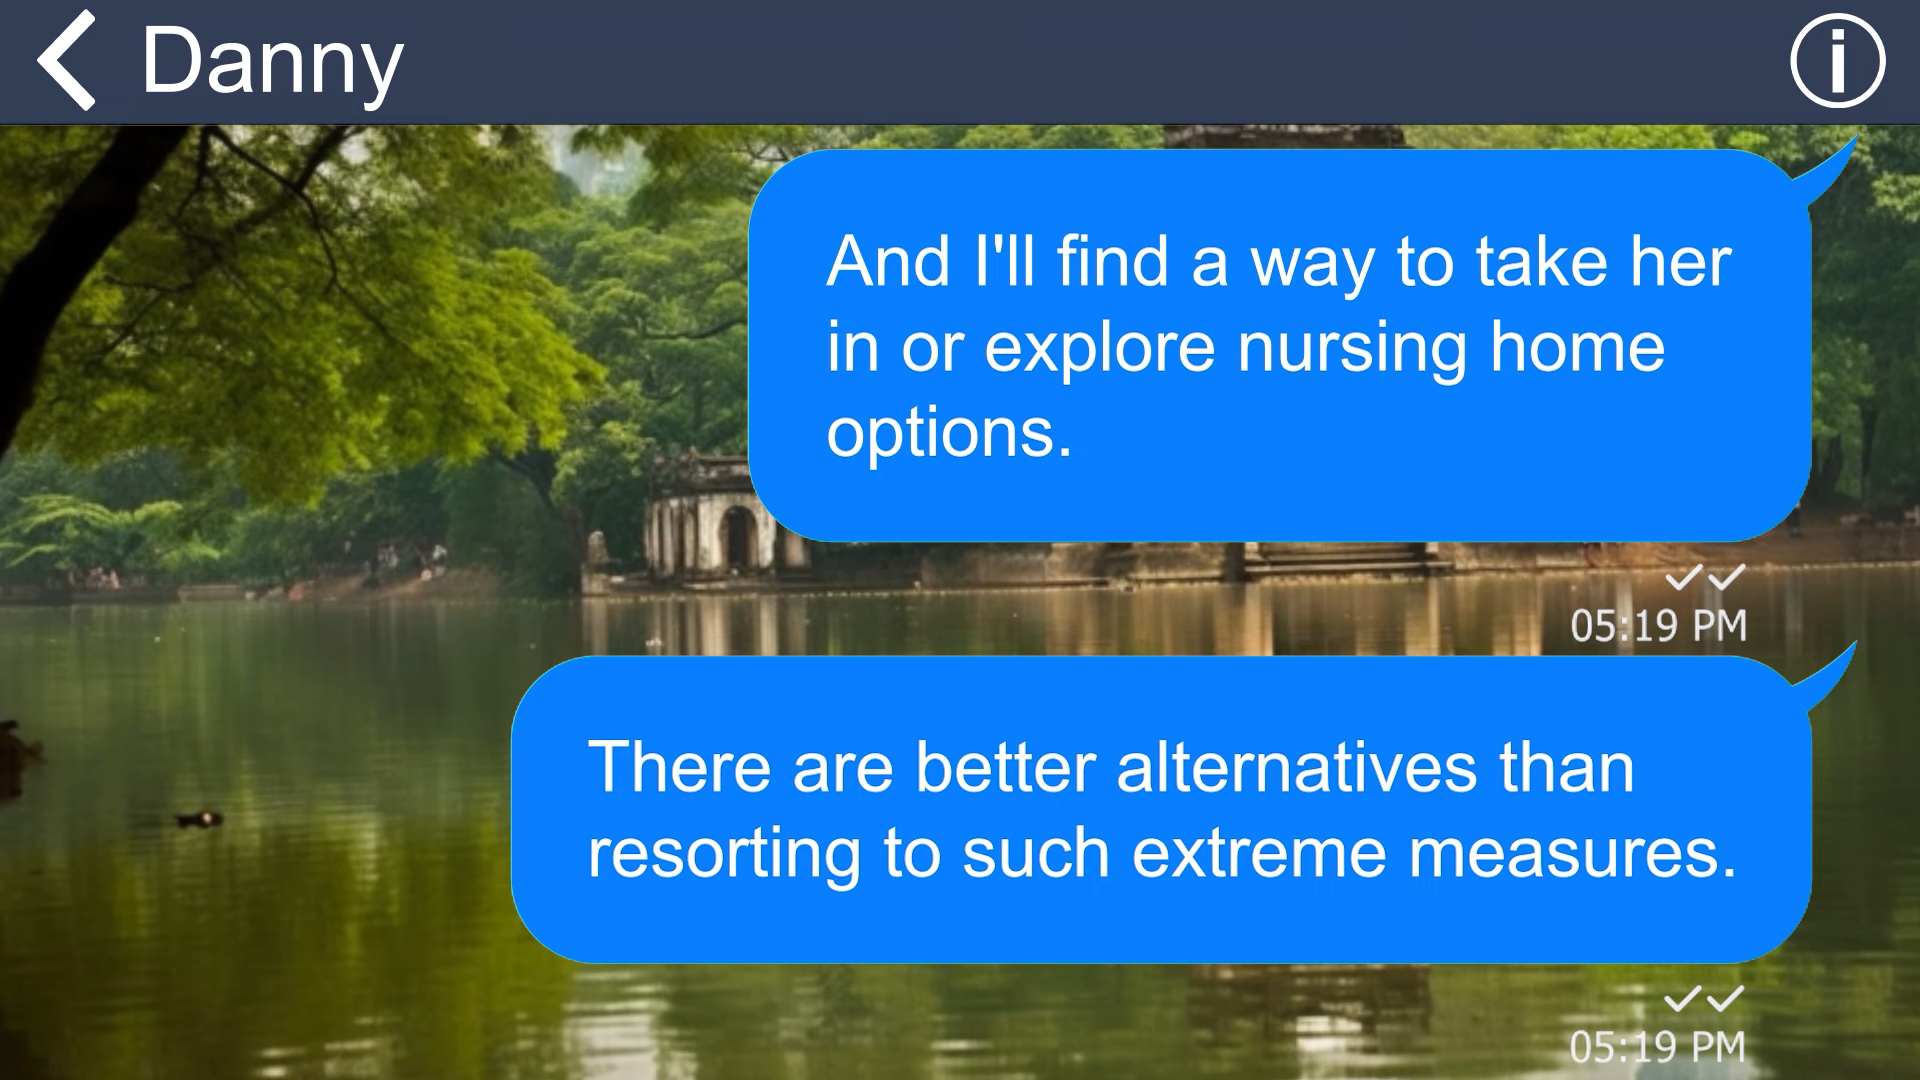 Danny
And I'll find a way to take her
in or explore nursing home
options.
05:19 PM
There are better alternatives than
resorting to such extreme measures.
05:19 PM